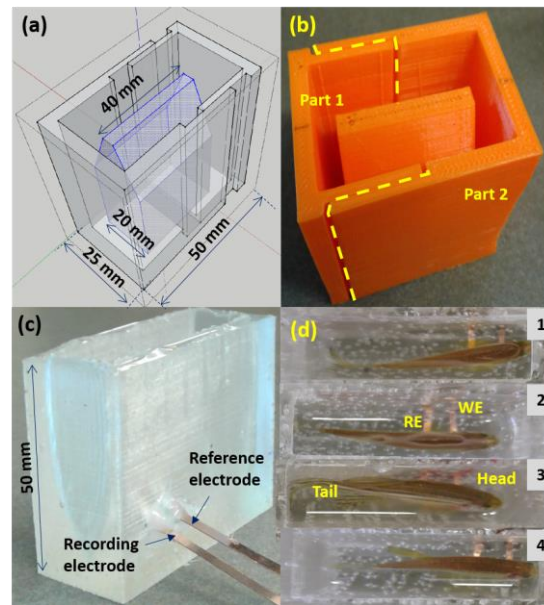 (a)
40 mm
20 mm
25 mm
50 mm
(b)
Part 1
Part 2
(c)
50 mm
Reference
electrode
Recording
electrode
(d)
1
2
RE
WE
3
Tail
Head
4